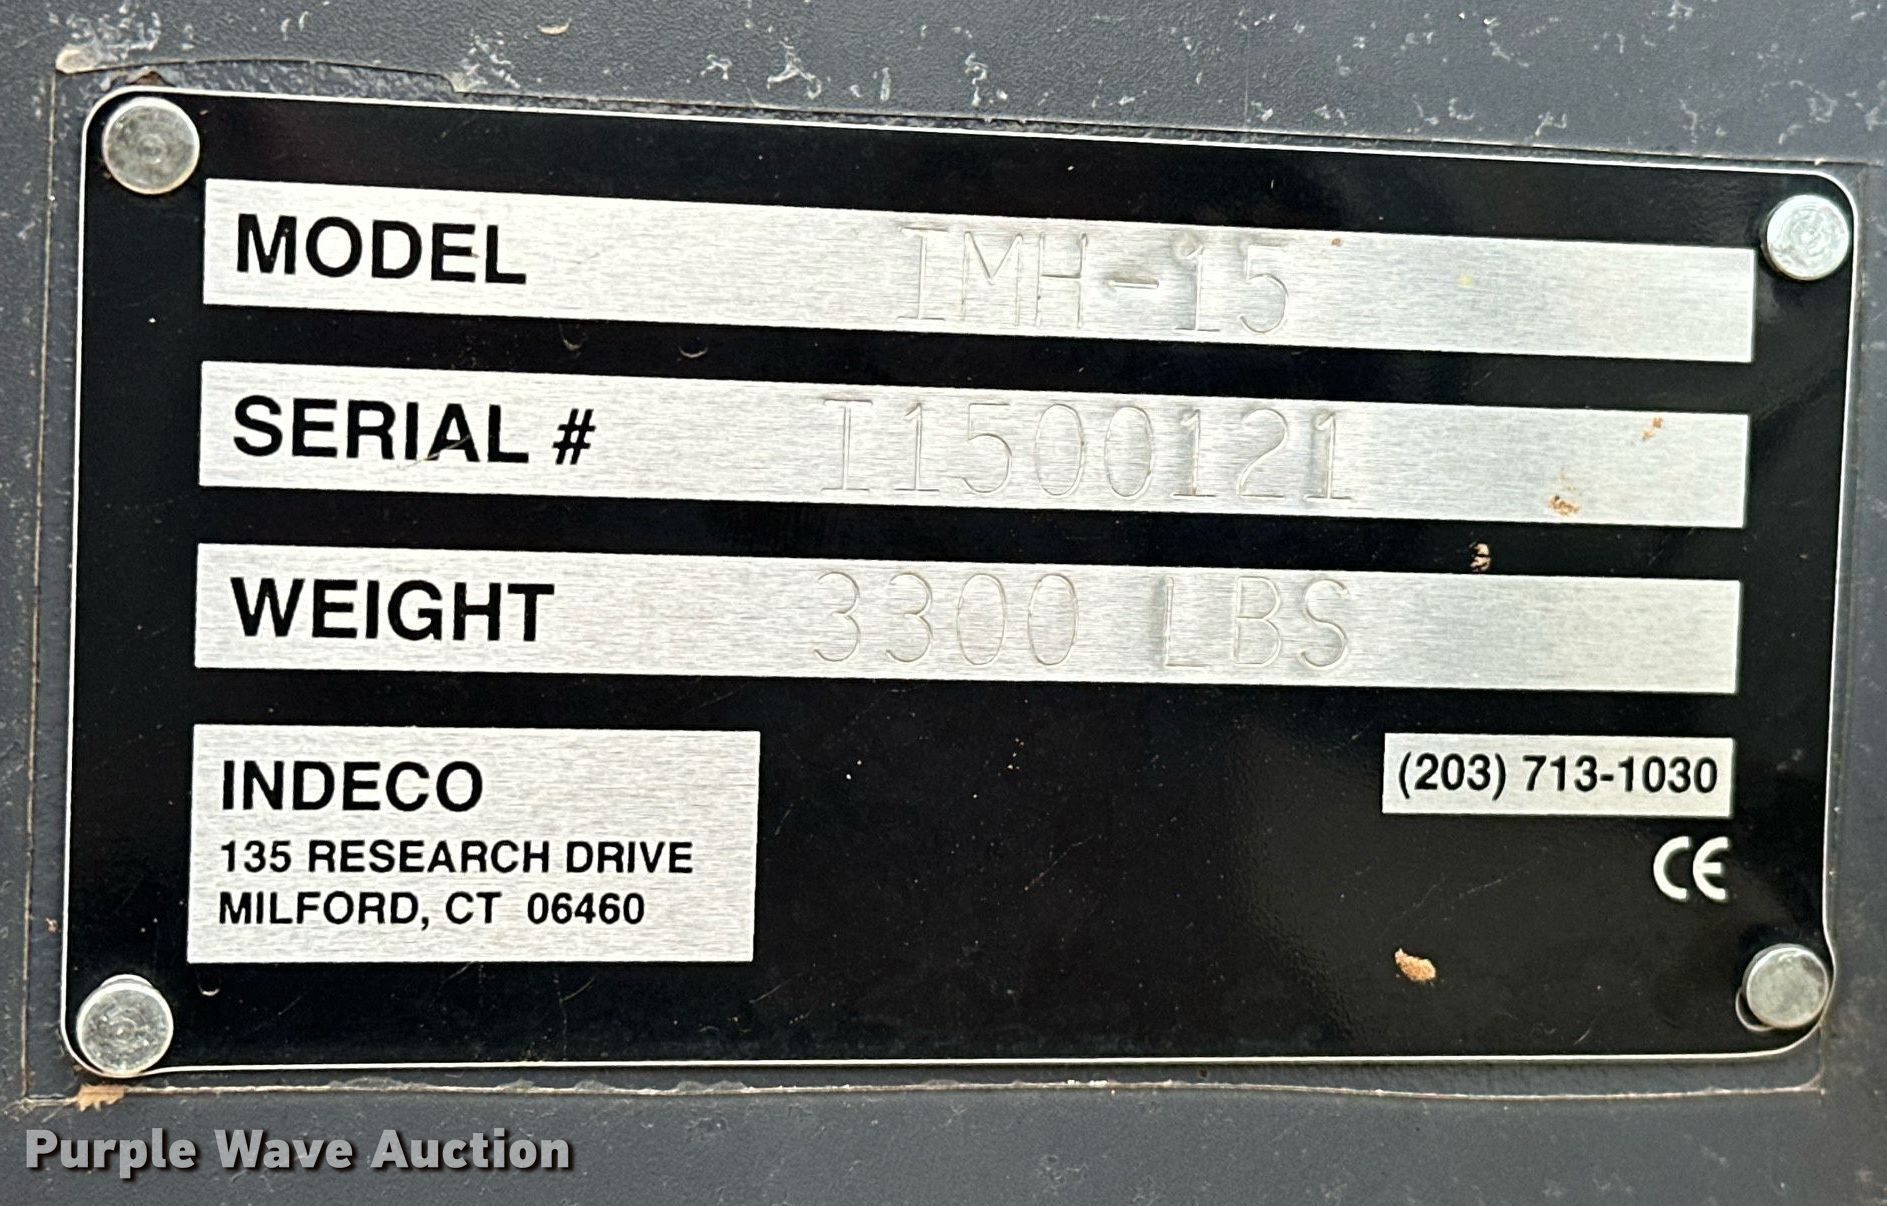 MODEL IMH-15
SERIAL # I1500121
WEIGHT 3300 LBS
INDECO
135 RESEARCH DRIVE
MILFORD, CT 06460
(203) 713-1030
CE
Purple Wave Auction